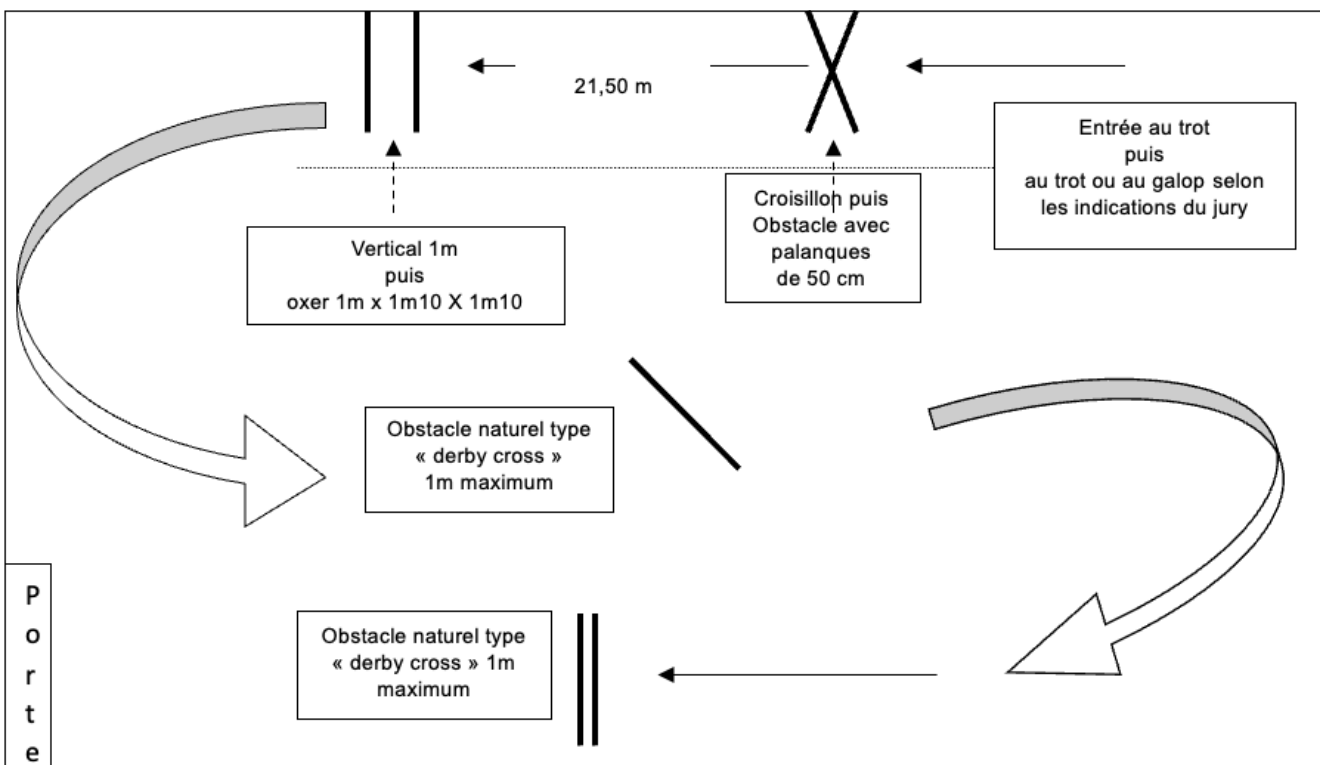 21,50 m
Entrée au trot
puis
au trot ou au galop selon
les indications du jury
Croisillon puis
Obstacle avec
palanques
de 50 cm
Vertical 1m
puis
oxer 1m x 1m10 X 1m10
Obstacle naturel type
« derby cross »
1m maximum
Obstacle naturel type
« derby cross » 1m
maximum
P
o
r
t
e